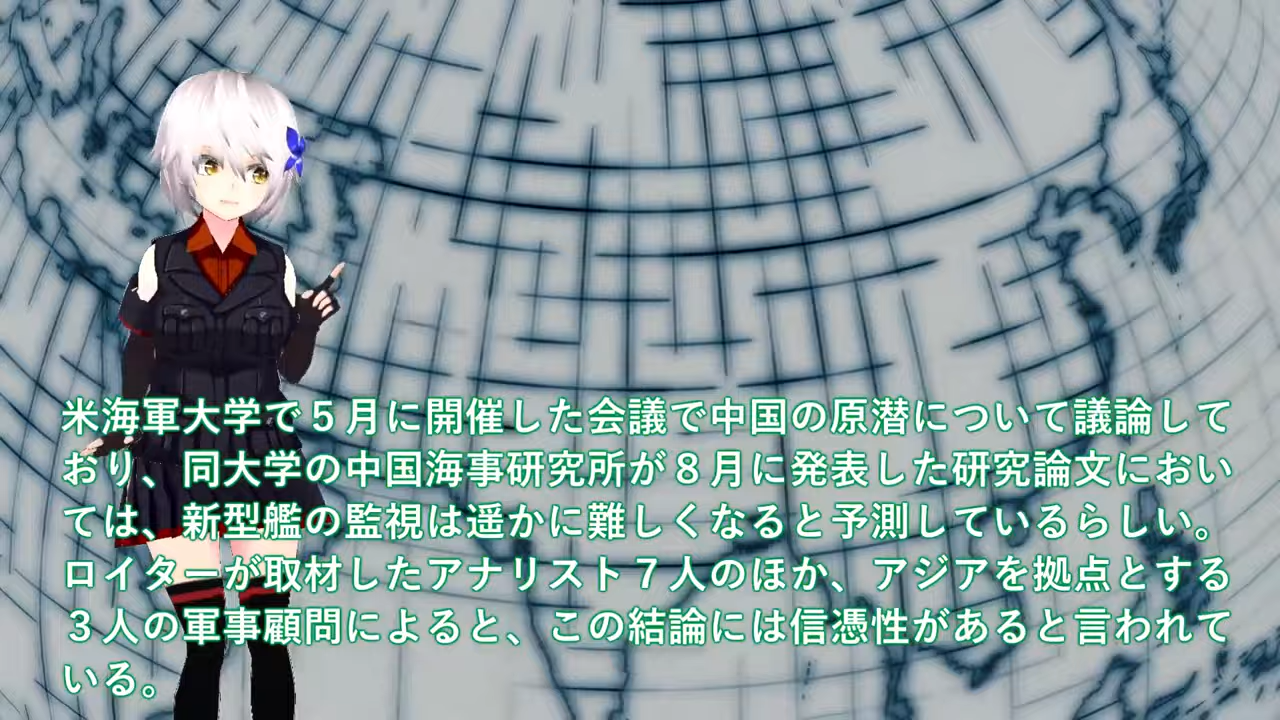 米海軍大学で５月に開催した会議で中国の原潜について議論して
おり、同大学の中国海事研究所が８月に発表した研究論文におい
ては、新型艦の監視は遥かに難しくなると予測しているらしい。
ロイターが取材したアナリスト７人のほか、アジアを拠点とする
３人の軍事顧問によると、この結論には信憑性があると言われて
いる。